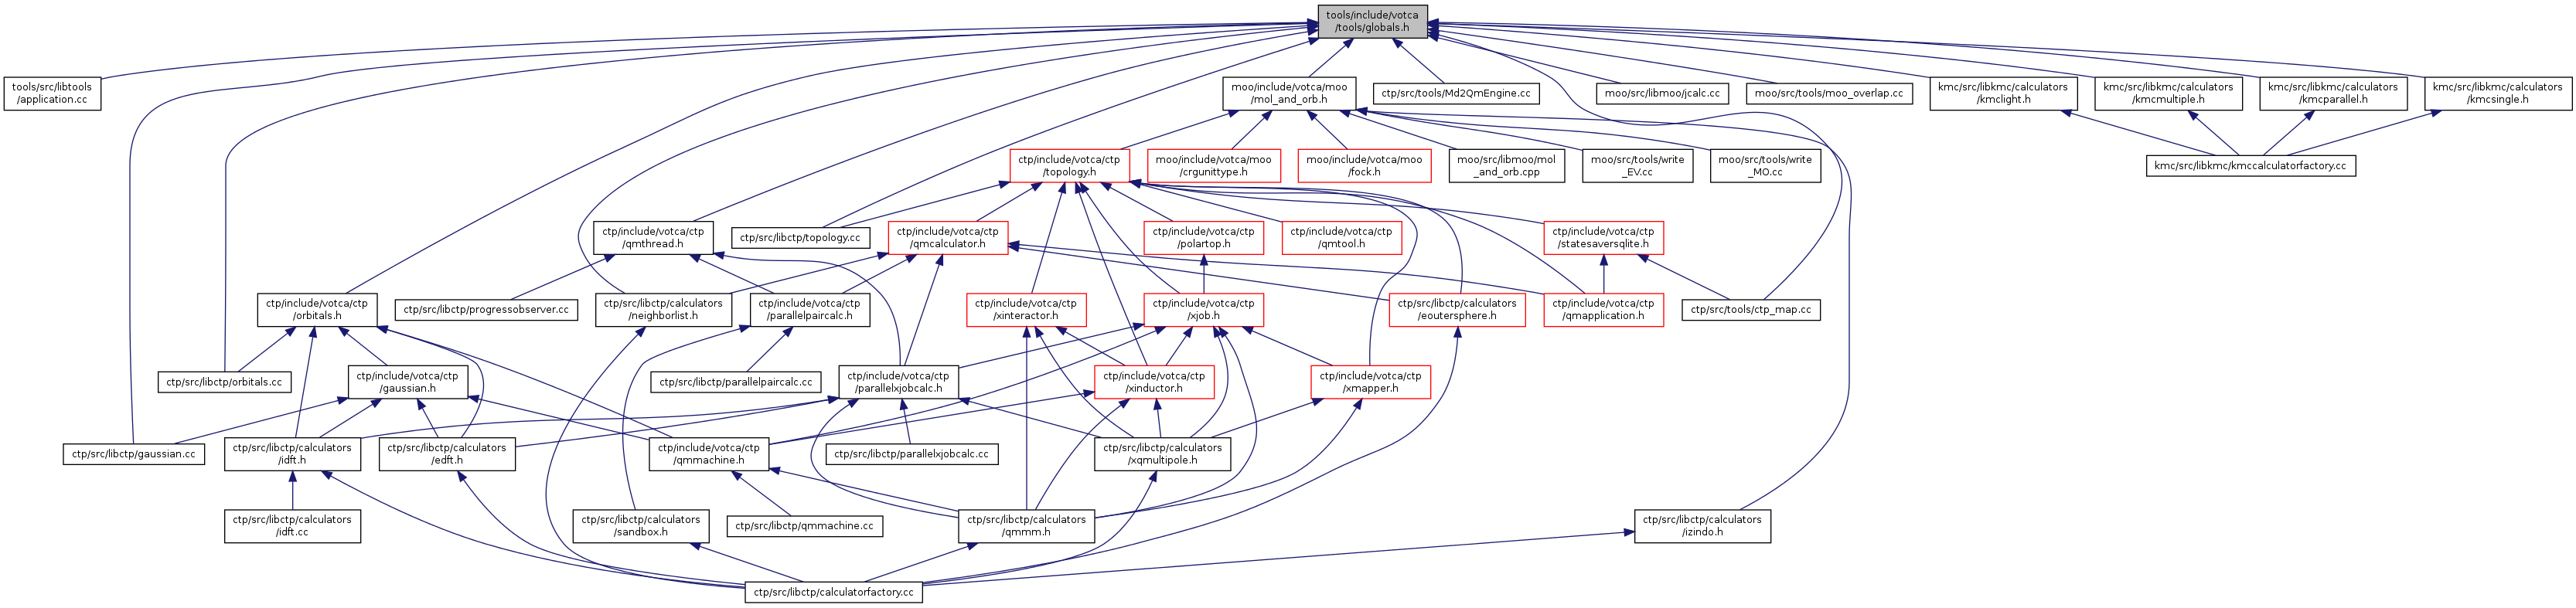 tools/include/votca
/tools/globals.h
tools/src/libtools
/application.cc
moo/include/votca/moo
/mol_and_orb.h
ctp/src/tools/Md2QmEngine.cc
moo/src/libmoo/jcalc.cc
moo/src/tools/moo_overlap.cc
kmc/src/libkmc/calculators
/kmclight.h
kmc/src/libkmc/calculators
/kmcmultiple.h
kmc/src/libkmc/calculators
/kmcparallel.h
kmc/src/libkmc/calculators
/kmcsingle.h
ctp/include/votca/ctp
/topology.h
moo/include/votca/moo
/crgunittype.h
moo/include/votca/moo
/fock.h
moo/src/libmoo/mol
_and_orb.cpp
moo/src/tools/write
_EV.cc
moo/src/tools/write
_MO.cc
kmc/src/libkmc/kmccalculatorfactory.cc
ctp/include/votca/ctp
/qmthread.h
ctp/src/libctp/topology.cc
ctp/include/votca/ctp
/qmcalculator.h
ctp/include/votca/ctp
/polartop.h
ctp/include/votca/ctp
/qmtool.h
ctp/include/votca/ctp
/statesaversqlite.h
ctp/include/votca/ctp
/orbitals.h
ctp/src/libctp/progressobserver.cc
ctp/src/libctp/calculators
/neighborlist.h
ctp/include/votca/ctp
/parallelpaircalc.h
ctp/include/votca/ctp
/xinteractor.h
ctp/include/votca/ctp
/xjob.h
ctp/src/libctp/calculators
/eoutersphere.h
ctp/include/votca/ctp
/qmapplication.h
ctp/src/tools/ctp_map.cc
ctp/src/libctp/orbitals.cc
ctp/include/votca/ctp
/gaussian.h
ctp/src/libctp/parallelpaircalc.cc
ctp/include/votca/ctp
/parallelxjobcalc.h
ctp/include/votca/ctp
/xinductor.h
ctp/include/votca/ctp
/xmapper.h
ctp/src/libctp/gaussian.cc
ctp/src/libctp/calculators
/idft.h
ctp/src/libctp/calculators
/edft.h
ctp/include/votca/ctp
/qmmachine.h
ctp/src/libctp/parallelxjobcalc.cc
ctp/src/libctp/calculators
/xqmultipole.h
ctp/src/libctp/calculators
/idft.cc
ctp/src/libctp/calculators
/sandbox.h
ctp/src/libctp/qmmachine.cc
ctp/src/libctp/calculators
/qmmm.h
ctp/src/libctp/calculators
/izindo.h
ctp/src/libctp/calculatorfactory.cc